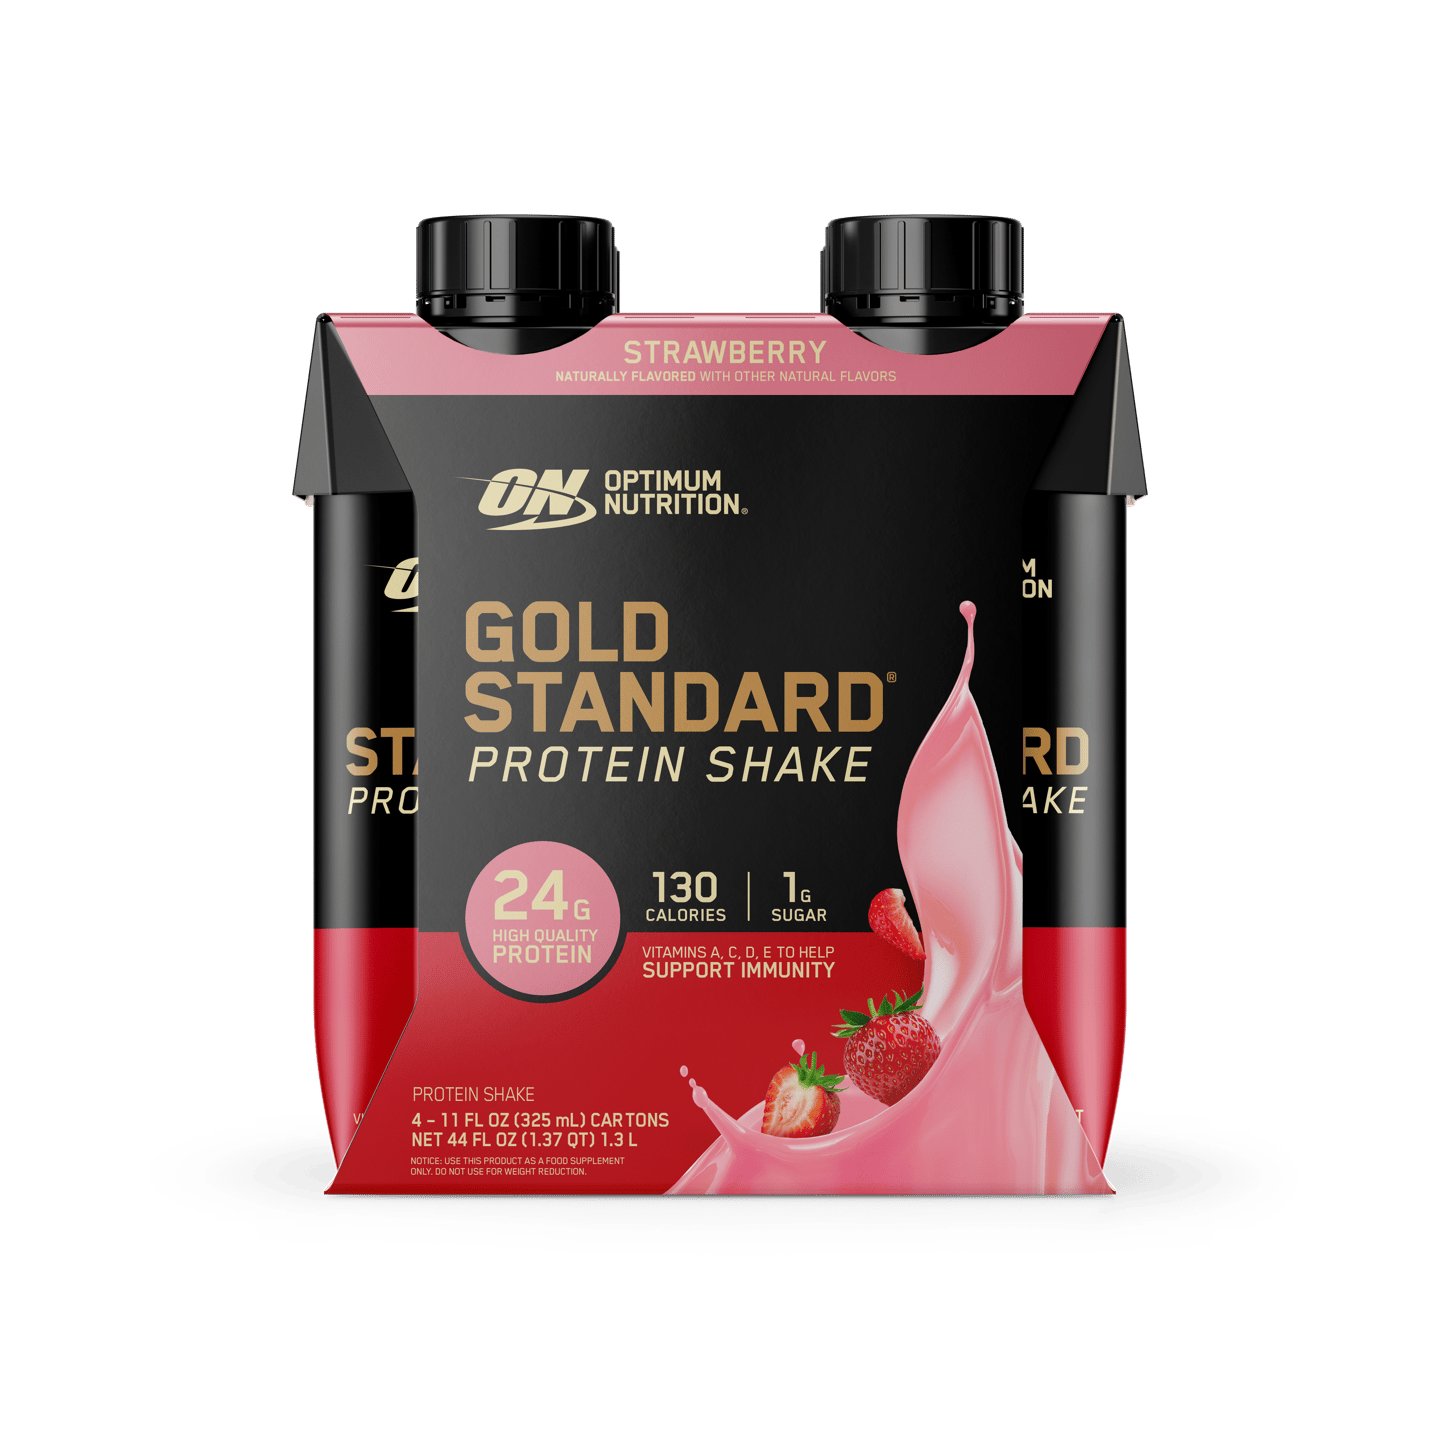 STRAWBERRY
NATURALLY FLAVORED WITH OTHER NATURAL FLAVORS
ON OPTIMUM
NUTRITION®
GOLD
STANDARD®
PROTEIN SHAKE
24G
HIGH QUALITY
PROTEIN
130
CALORIES
1G
SUGAR
VITAMINS A, C, D, E TO HELP
SUPPORT IMMUNITY
PROTEIN SHAKE
4 – 11 FL OZ (325 mL) CARTONS
NET 44 FL OZ (1.37 QT) 1.3 L
NOTICE: USE THIS PRODUCT AS A FOOD SUPPLEMENT
ONLY. DO NOT USE FOR WEIGHT REDUCTION.